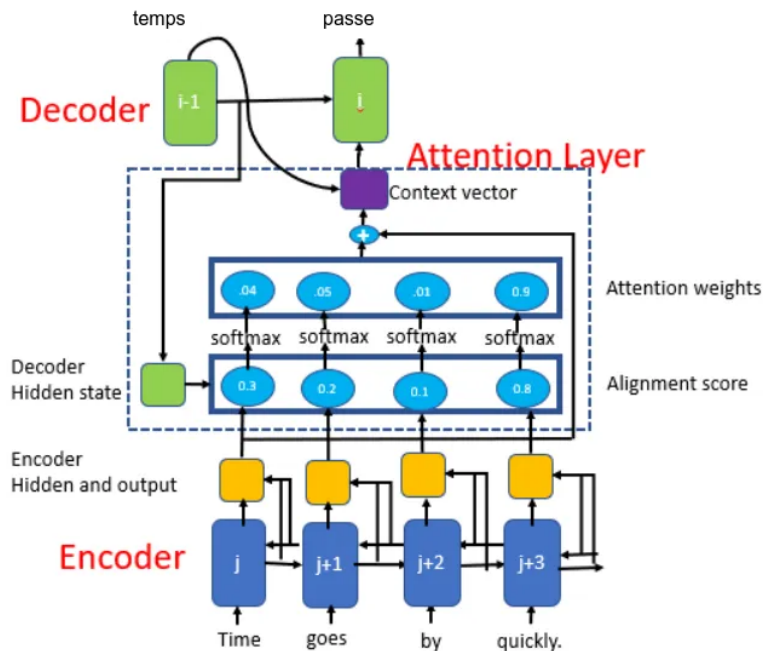 temps passe
Decoder
i-1
i
Attention Layer
Context vector
+
.04 .05 .01 0.9
Attention weights
softmax softmax softmax softmax
Decoder
Hidden state
0.3 0.2 0.1 0.8
Alignment score
Encoder
Hidden and output
Encoder
j j+1 j+2 j+3
Time goes by quickly.